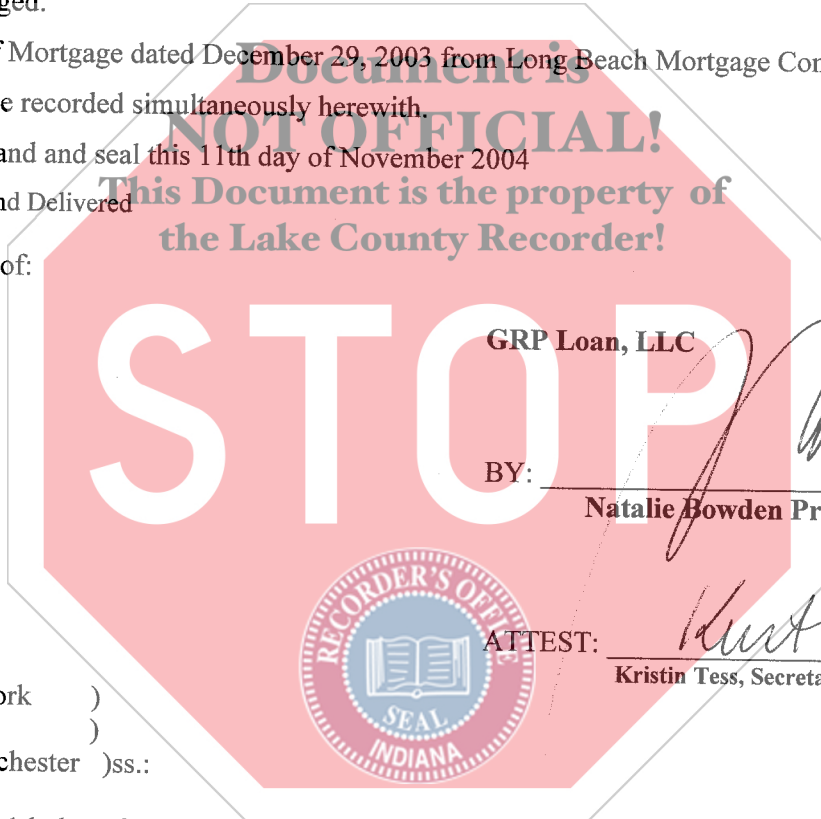 ged.
Mortgage dated December 29, 2003 from Long Beach Mortgage Con
Document is
e recorded simultaneously herewith.
NOT OFFICIAL!
and and seal this 11th day of November 2004
This Document is the property of
nd Delivered
the Lake County Recorder!
of:
STOP
GRP Loan, LLC
BY:
Natalie Bowden Pr
RECORDER'S OFFICE
ATTEST: Kurt
Kristin Tess, Secreta
SEAL
INDIANA
ork )
)
chester )ss.: